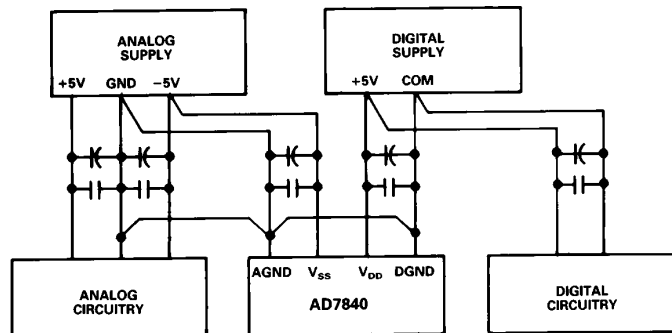 ANALOG
SUPPLY
+5V GND −5V
DIGITAL
SUPPLY
+5V COM
AGND VSS VDD DGND
AD7840
ANALOG
CIRCUITRY
DIGITAL
CIRCUITRY